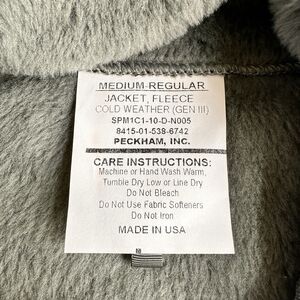 MEDIUM-REGULAR
JACKET, FLEECE
COLD WEATHER (GEN III)
SPM1C1-10-D-N005
8415-01-538-6742
PECKHAM, INC.
CARE INSTRUCTIONS:
Machine or Hand Wash Warm,
Tumble Dry Low or Line Dry
Do Not Bleach
Do Not Use Fabric Softeners
Do Not Iron
MADE IN USA
M